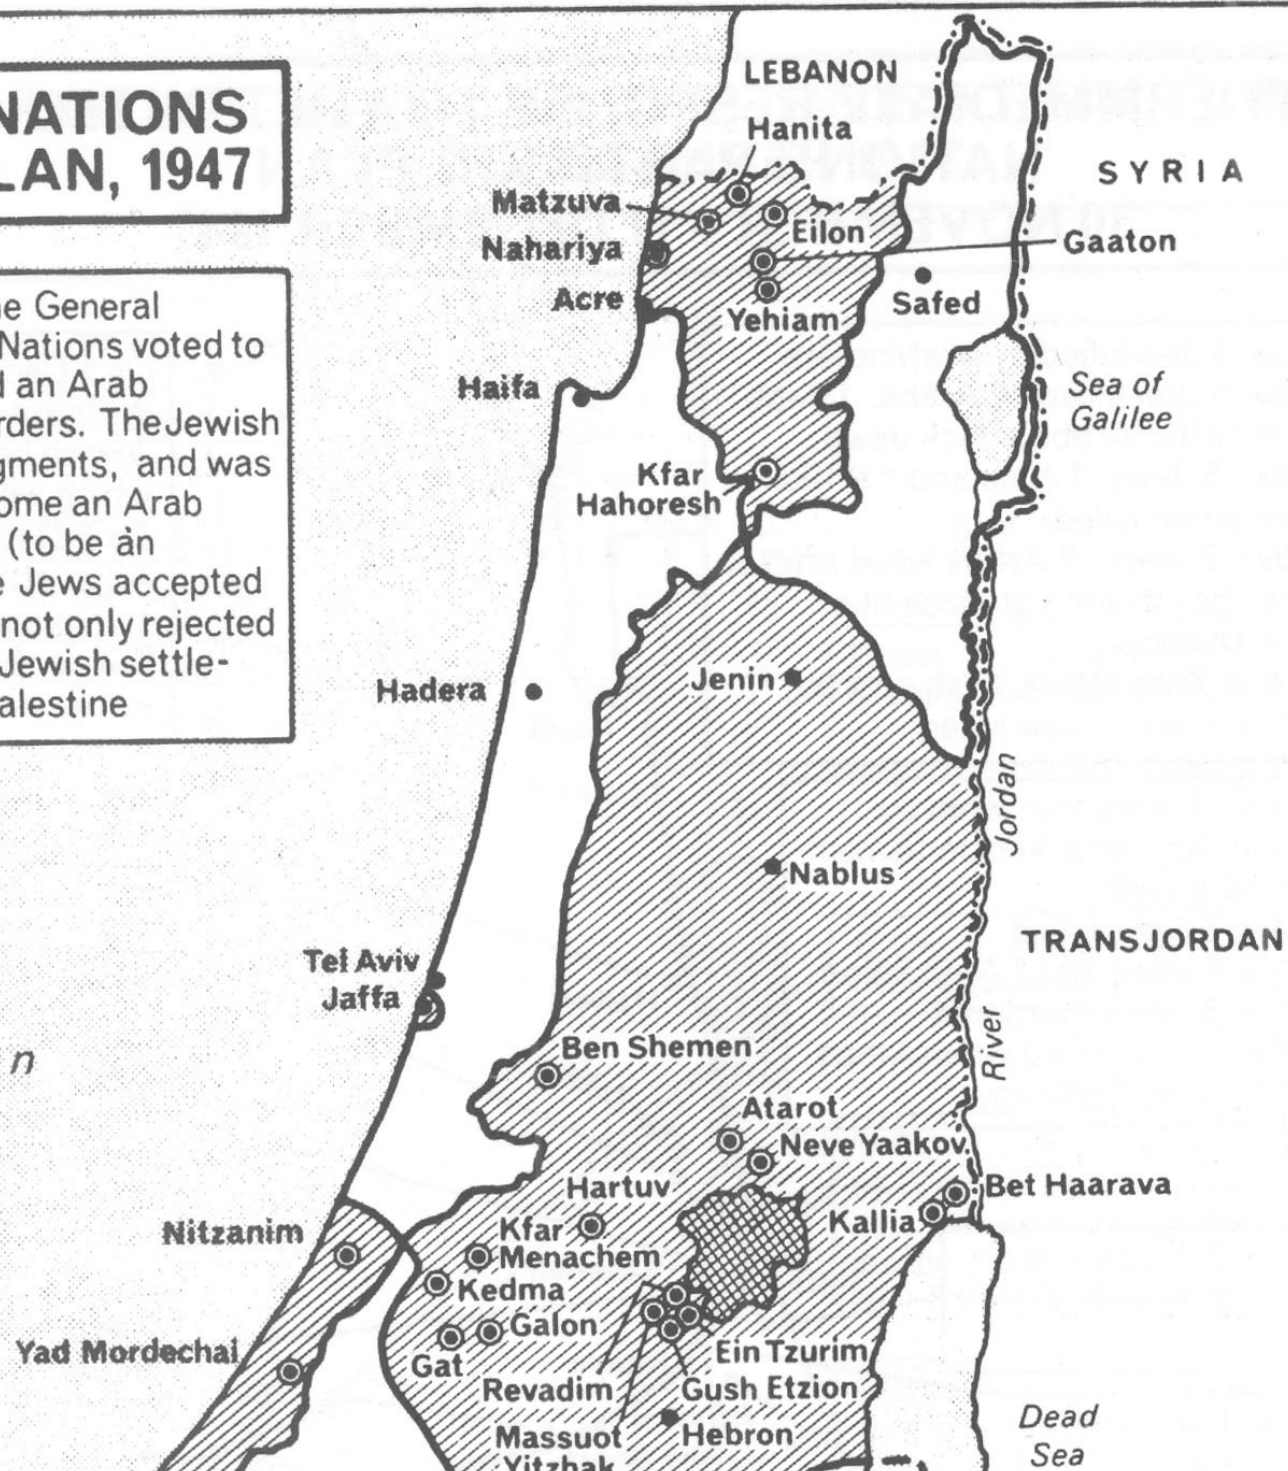 NATIONS
LAN, 1947
General
Nations voted to
an Arab
rders. The Jewish
gments, and was
ome an Arab
(to be an
Jews accepted
not only rejected
Jewish settle-
alestine
LEBANON
Hanita
SYRIA
Matzuva
Eilon
Nahariya
Gaaton
Acre
Safed
Yehiam
Haifa
Sea of
Galilee
Kfar
Hahoresh
Jenin
Hadera
Jordan
Nablus
TRANSJORDAN
Tel Aviv
Jaffa
River
n
Ben Shemen
Atarot
Neve Yaakov
Bet Haarava
Hartuv
Kallia
Nitzanim
Kfar
Menachem
Kedma
Galon
Yad Mordechai
Gat
Ein Tzurim
Revadim
Gush Etzion
Massuot
Yitzhak
Hebron
Dead
Sea